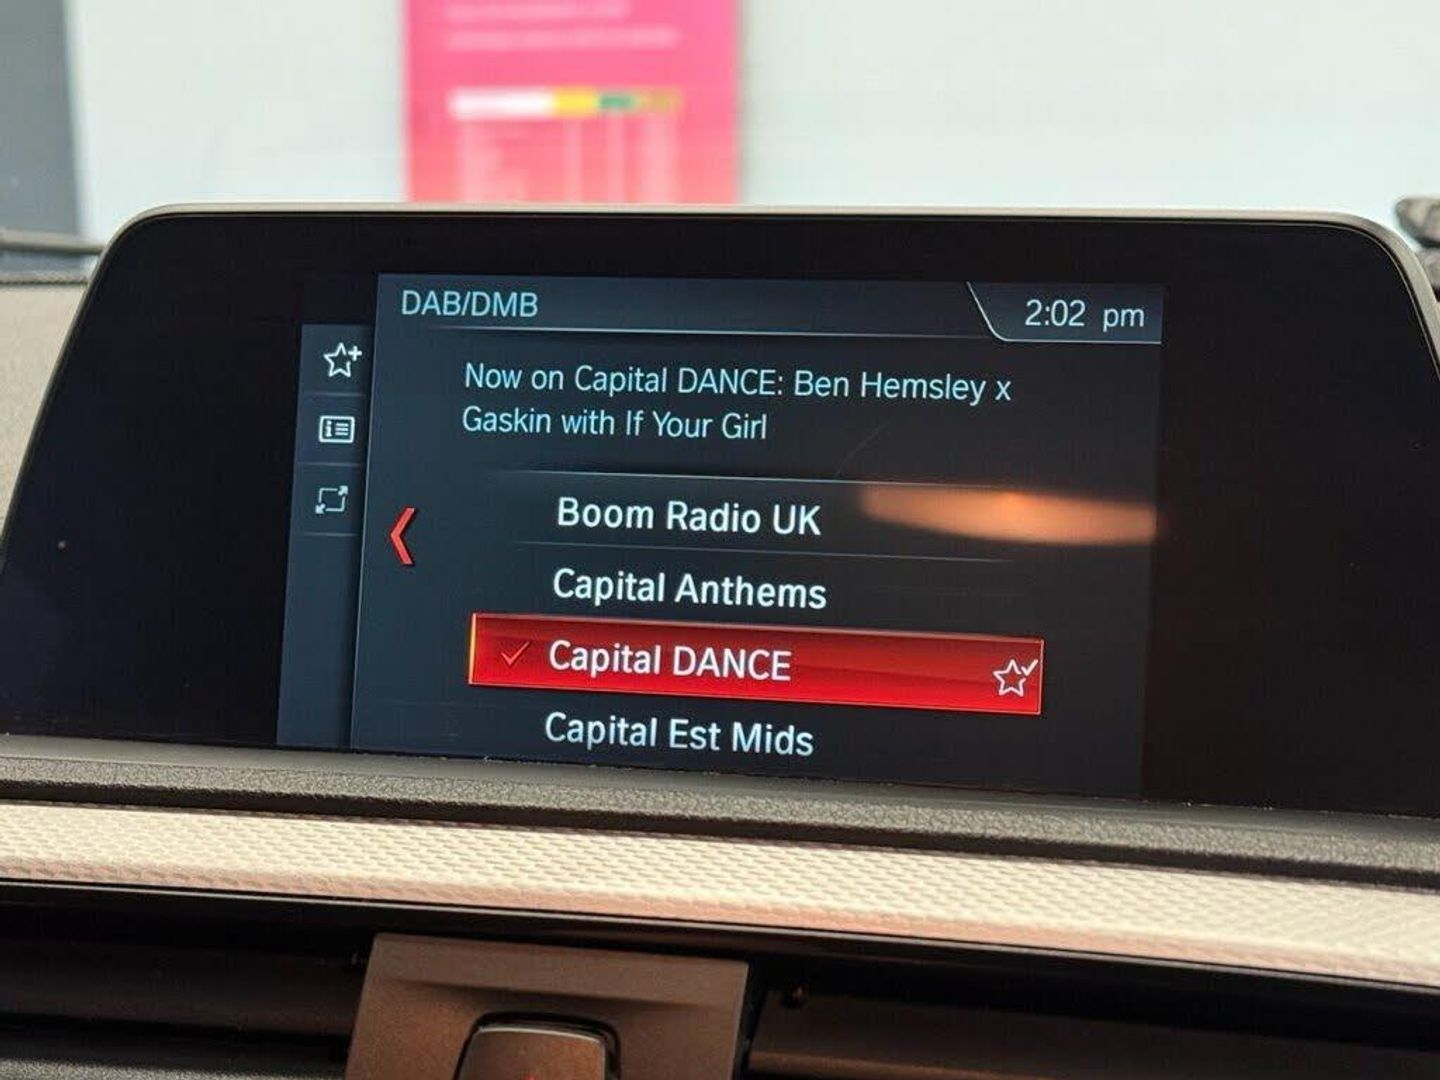 DAB/DMB
2:02 pm
Now on Capital DANCE: Ben Hemsley x
Gaskin with If Your Girl
Boom Radio UK
Capital Anthems
Capital DANCE
Capital Est Mids